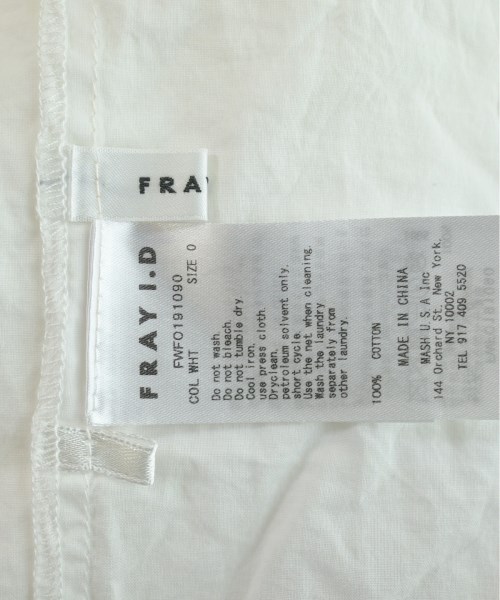 FRAY
FRAY I.D
FWFO191090
COL WHT SIZE 0
Do not wash.
Do not bleach.
Do not tumble dry.
Cool iron.
use press cloth.
Dryclean.
petroleum solvent only.
short cycle.
Use the net when cleaning.
Wash the laundry
separately from
other laundry.
100% COTTON
MADE IN CHINA
MASH U.S.A Inc
144 Orchard St. New York.
NY 10002
TEL 917 409 5520